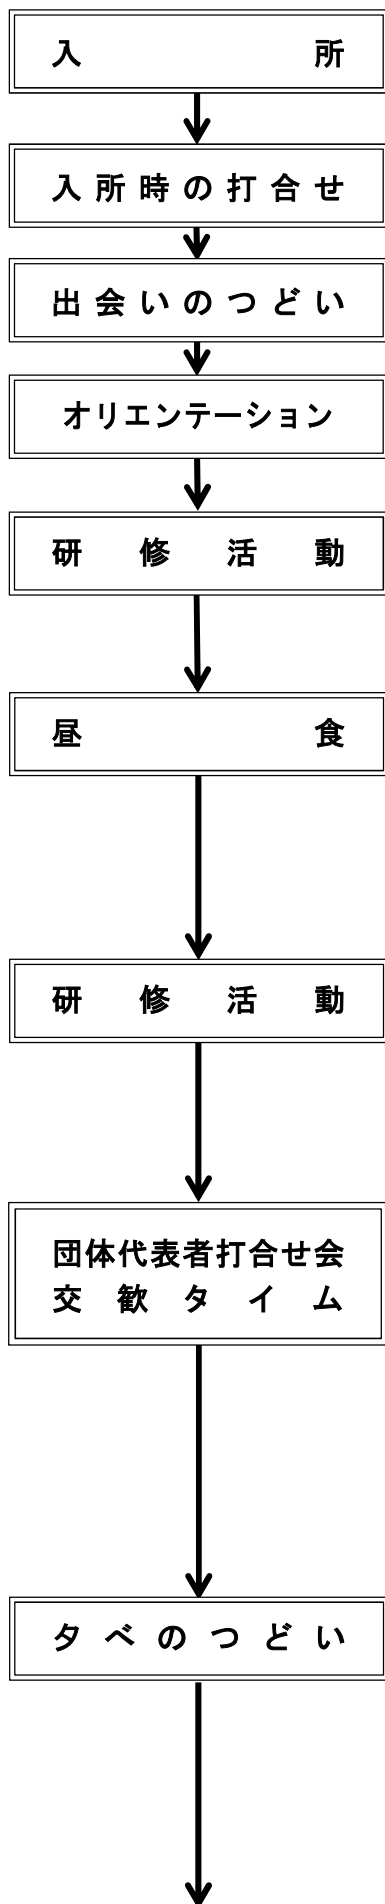 入所
入所時の打合せ
出会いのつどい
オリエンテーション
研修活動
昼食
研修活動
団体代表者打合せ会
交歓タイム
夕べのつどい